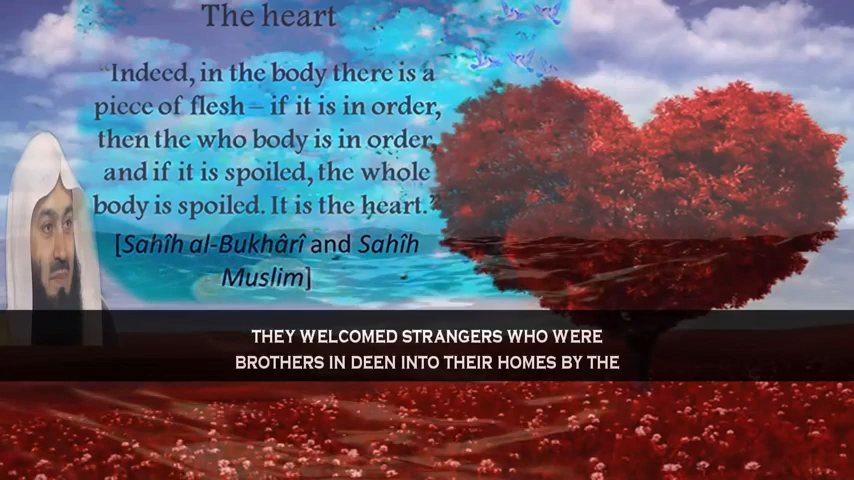 The heart
"Indeed, in the body there is a
piece of flesh – if it is in order,
then the who body is in order,
and if it is spoiled, the whole
body is spoiled. It is the heart."
[Sahîh al-Bukhârî and Sahîh
Muslim]
THEY WELCOMED STRANGERS WHO WERE
BROTHERS IN DEEN INTO THEIR HOMES BY THE